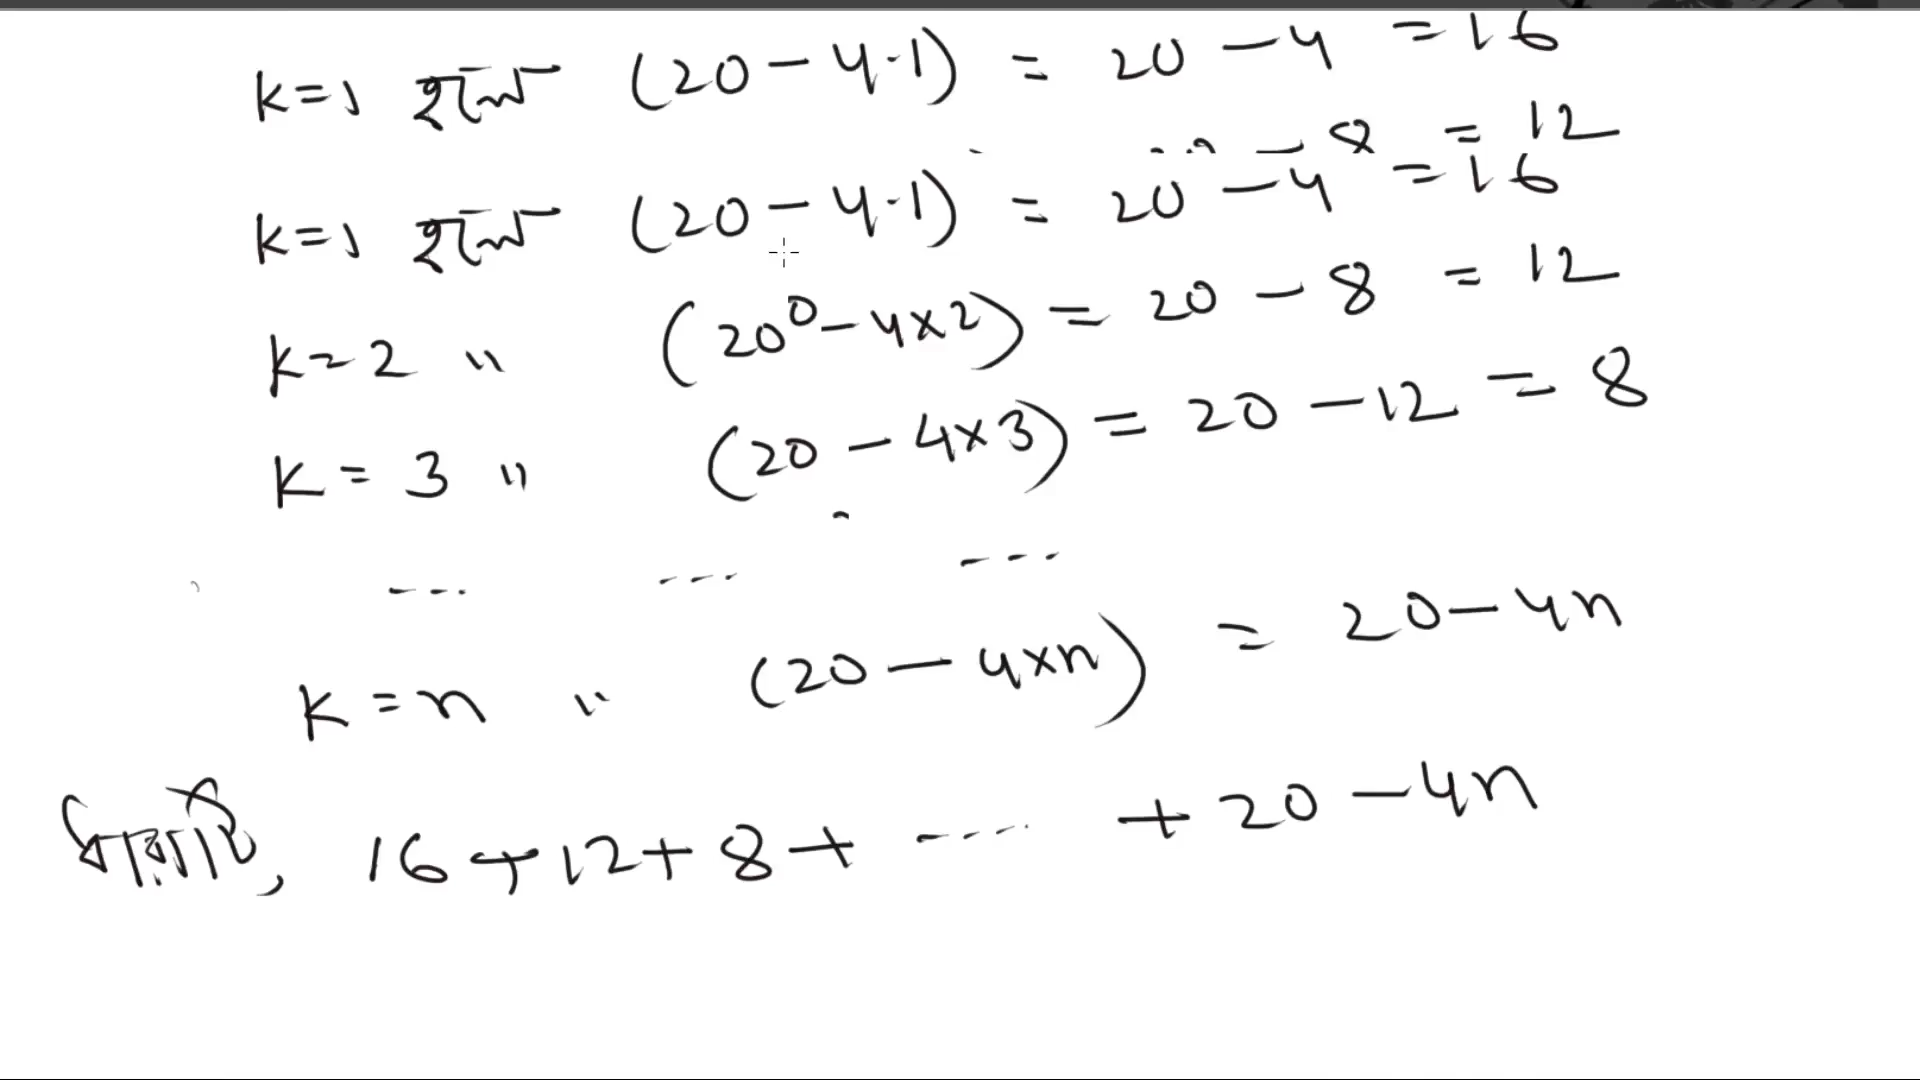 k=1 হলে (20-4·1) = 20-4 = 16
-8 = 12
k=1 হলে (20-4·1) = 20-4 = 16
k=2 " (20⁰-4×2) = 20-8 = 12
k=3 " (20-4×3) = 20-12 = 8
... ... ...
k=n " (20-4×n) = 20-4n
16+12+8+ .... +20-4n